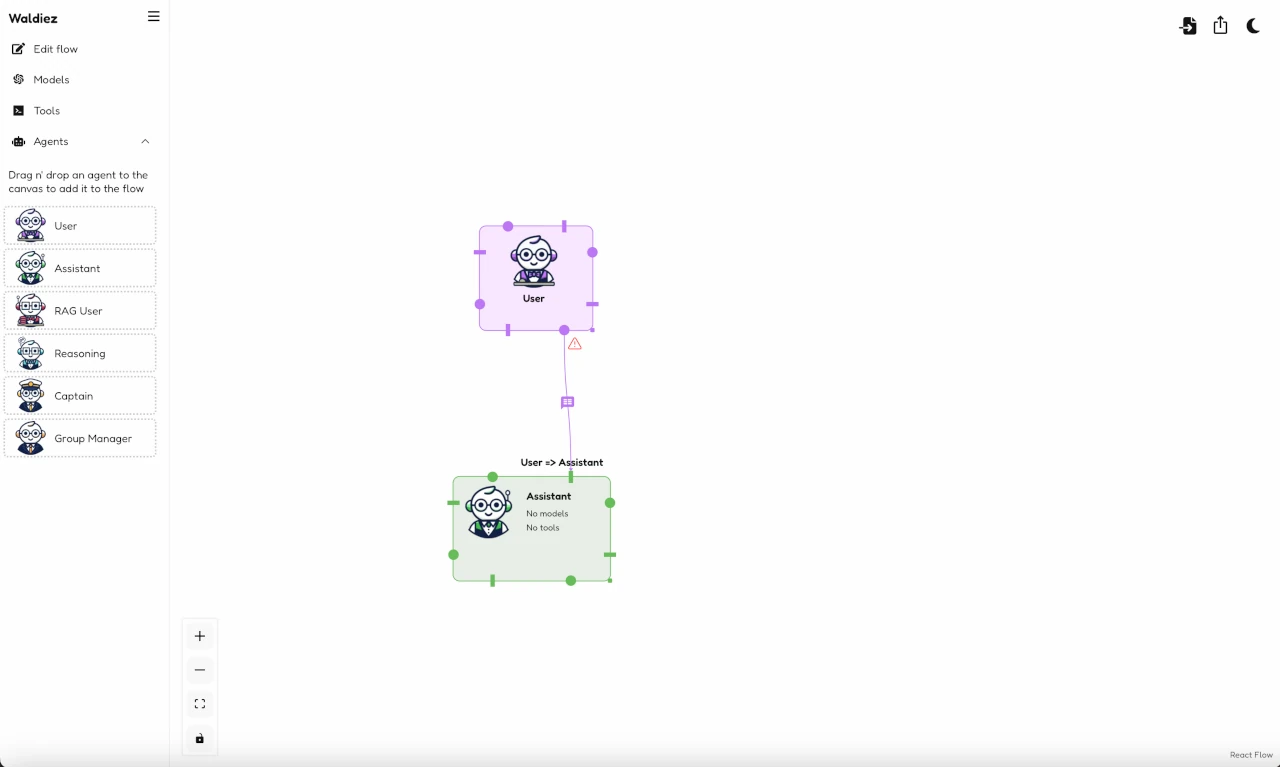 Waldiez
Edit flow
Models
Tools
Agents
Drag n' drop an agent to the
canvas to add it to the flow
User
Assistant
RAG User
Reasoning
Captain
Group Manager
User
User => Assistant
Assistant
No models
No tools
React Flow